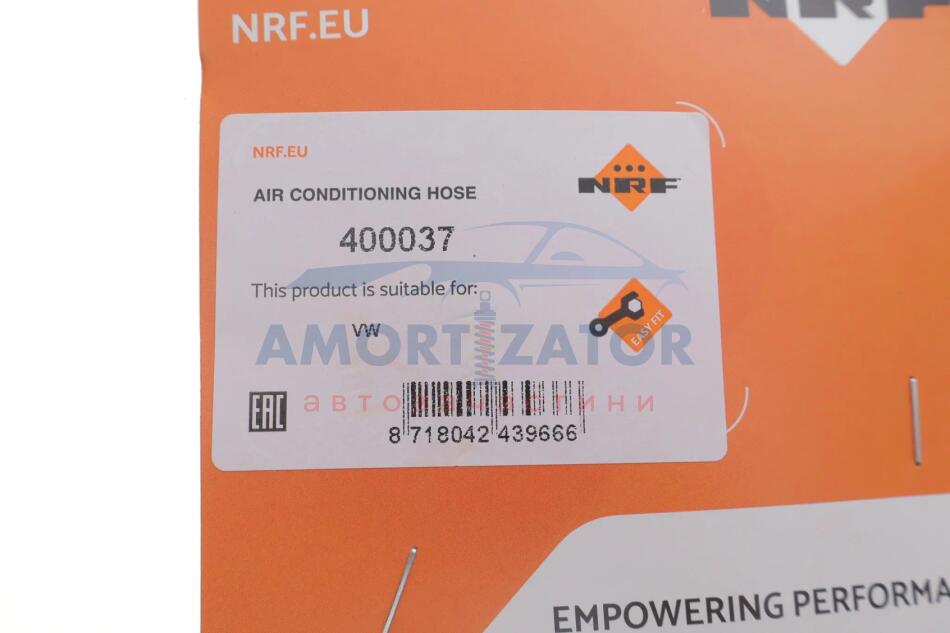 NRF.EU
NRF
NRF.EU
NRF
AIR CONDITIONING HOSE
400037
This product is suitable for:
VW
EASY FIT
AMORTIZATOR
автозапчастини
EAC
8 718042 439666
EMPOWERING PERFORMA